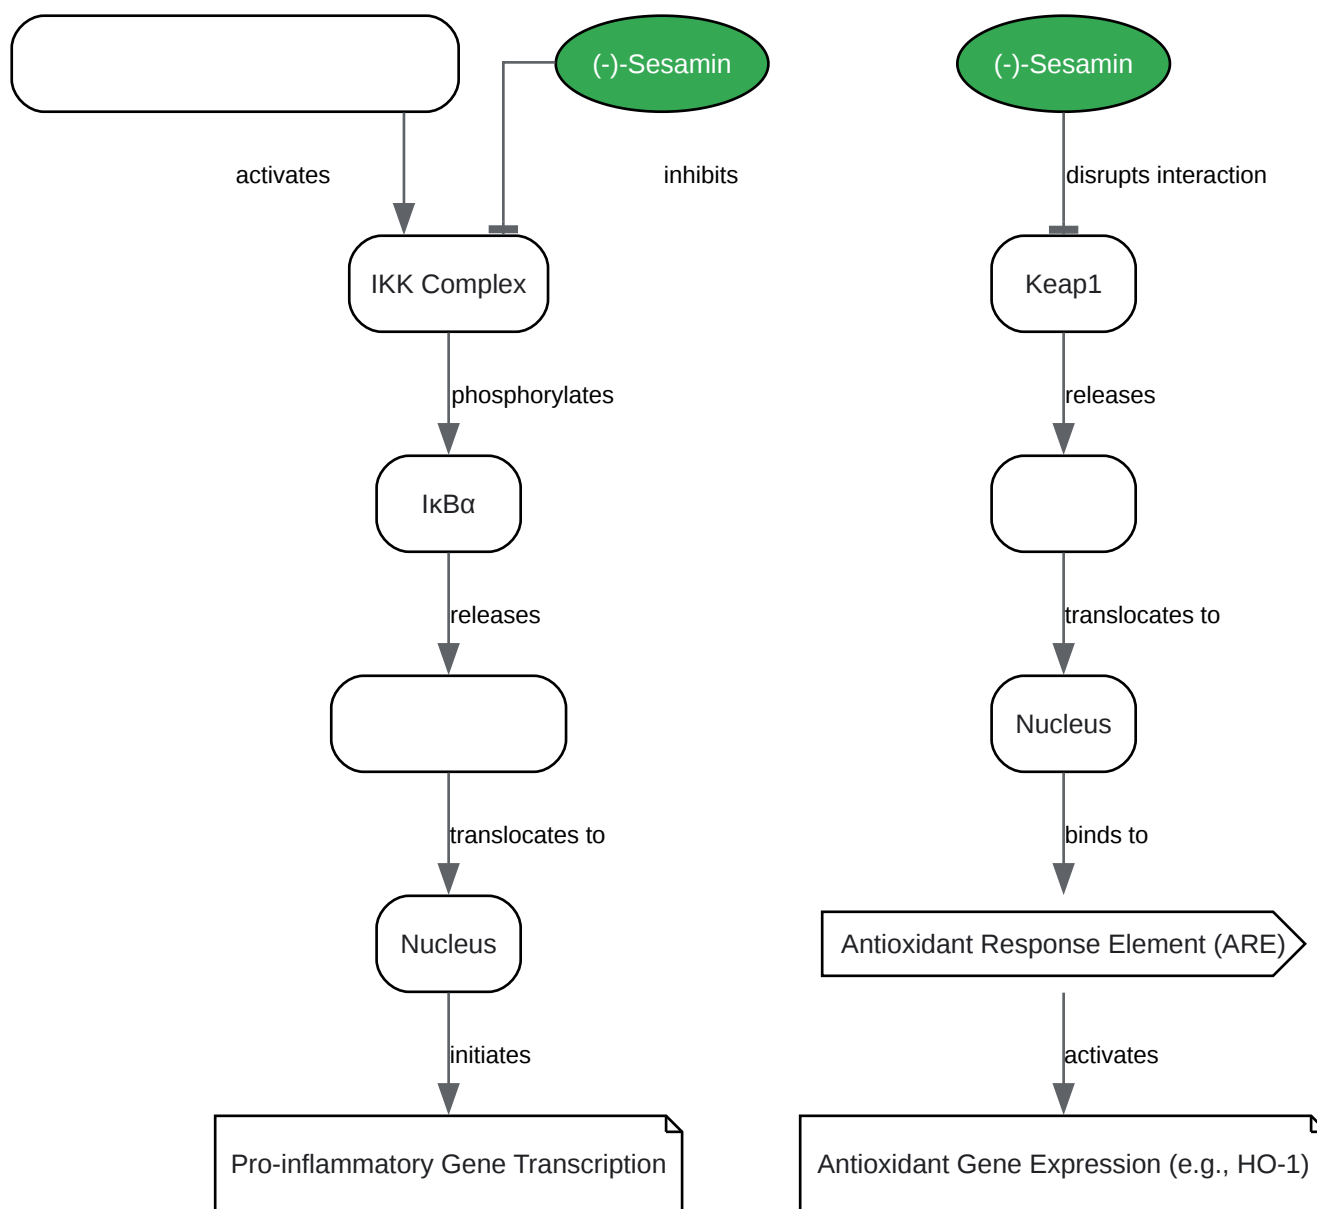 (-)-Sesamin
(-)-Sesamin
activates
inhibits
disrupts interaction
IKK Complex
Keap1
phosphorylates
releases
IκBα
releases
translocates to
Nucleus
translocates to
binds to
Nucleus
Antioxidant Response Element (ARE)
initiates
activates
Pro-inflammatory Gene Transcription
Antioxidant Gene Expression (e.g., HO-1)